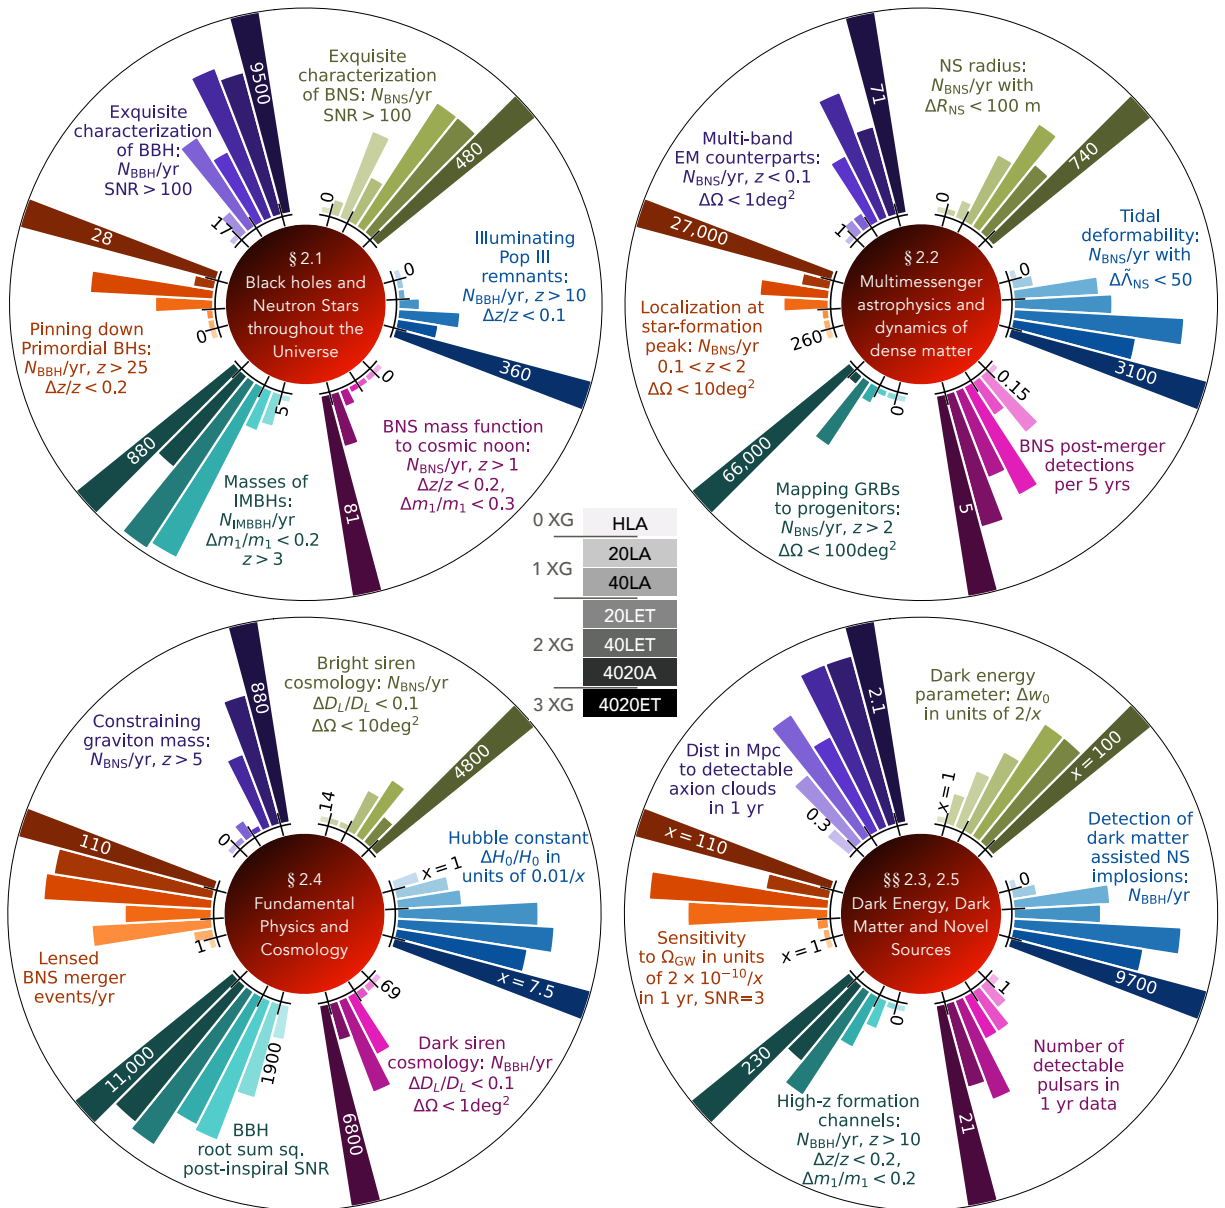 Exquisite
characterization
of BBH:
N_BBH/yr
SNR > 100
17
9500
Exquisite
characterization
of BNS: N_BNS/yr
SNR > 100
0
480
Illuminating
Pop III
remnants:
N_BBH/yr, z > 10
Δz/z < 0.1
0
360
BNS mass function
to cosmic noon:
N_BNS/yr, z > 1
Δz/z < 0.2,
Δm₁/m₁ < 0.3
0
81
Masses of
IMBHs:
N_IMBBH/yr
Δm₁/m₁ < 0.2
z > 3
5
880
Pinning down
Primordial BHs:
N_BBH/yr, z > 25
Δz/z < 0.2
0
28
§ 2.1
Black holes and
Neutron Stars
throughout the
Universe
Multi-band
EM counterparts:
N_BNS/yr, z < 0.1
ΔΩ < 1deg²
1
71
NS radius:
N_BNS/yr with
ΔR_NS < 100 m
0
740
Tidal
deformability:
N_BNS/yr with
ΔΛ̃_NS < 50
0
3100
BNS post-merger
detections
per 5 yrs
0.15
5
Mapping GRBs
to progenitors:
N_BNS/yr, z > 2
ΔΩ < 100deg²
0
66,000
Localization at
star-formation
peak: N_BNS/yr
0.1 < z < 2
ΔΩ < 10deg²
260
27,000
§ 2.2
Multimessenger
astrophysics and
dynamics of
dense matter
0 XG
HLA
1 XG
20LA
40LA
2 XG
20LET
40LET
4020A
3 XG
4020ET
Constraining
graviton mass:
N_BNS/yr, z > 5
0
880
Bright siren
cosmology: N_BNS/yr
ΔD_L/D_L < 0.1
ΔΩ < 10deg²
14
4800
Hubble constant
ΔH₀/H₀ in
units of 0.01/x
x = 1
x = 7.5
Dark siren
cosmology: N_BBH/yr
ΔD_L/D_L < 0.1
ΔΩ < 1deg²
69
6800
BBH
root sum sq.
post-inspiral SNR
1900
11,000
Lensed
BNS merger
events/yr
1
110
§ 2.4
Fundamental
Physics and
Cosmology
Dist in Mpc
to detectable
axion clouds
in 1 yr
0.3
2.1
Dark energy
parameter: Δw₀
in units of 2/x
x = 1
x = 100
Detection of
dark matter
assisted NS
implosions:
N_BBH/yr
0
9700
Number of
detectable
pulsars in
1 yr data
1
21
High-z formation
channels:
N_BBH/yr, z > 10
Δz/z < 0.2,
Δm₁/m₁ < 0.2
0
230
Sensitivity
to Ω_GW in units
of 2 × 10⁻¹⁰/x
in 1 yr, SNR=3
x = 1
x = 110
§§ 2.3, 2.5
Dark Energy, Dark
Matter and Novel
Sources